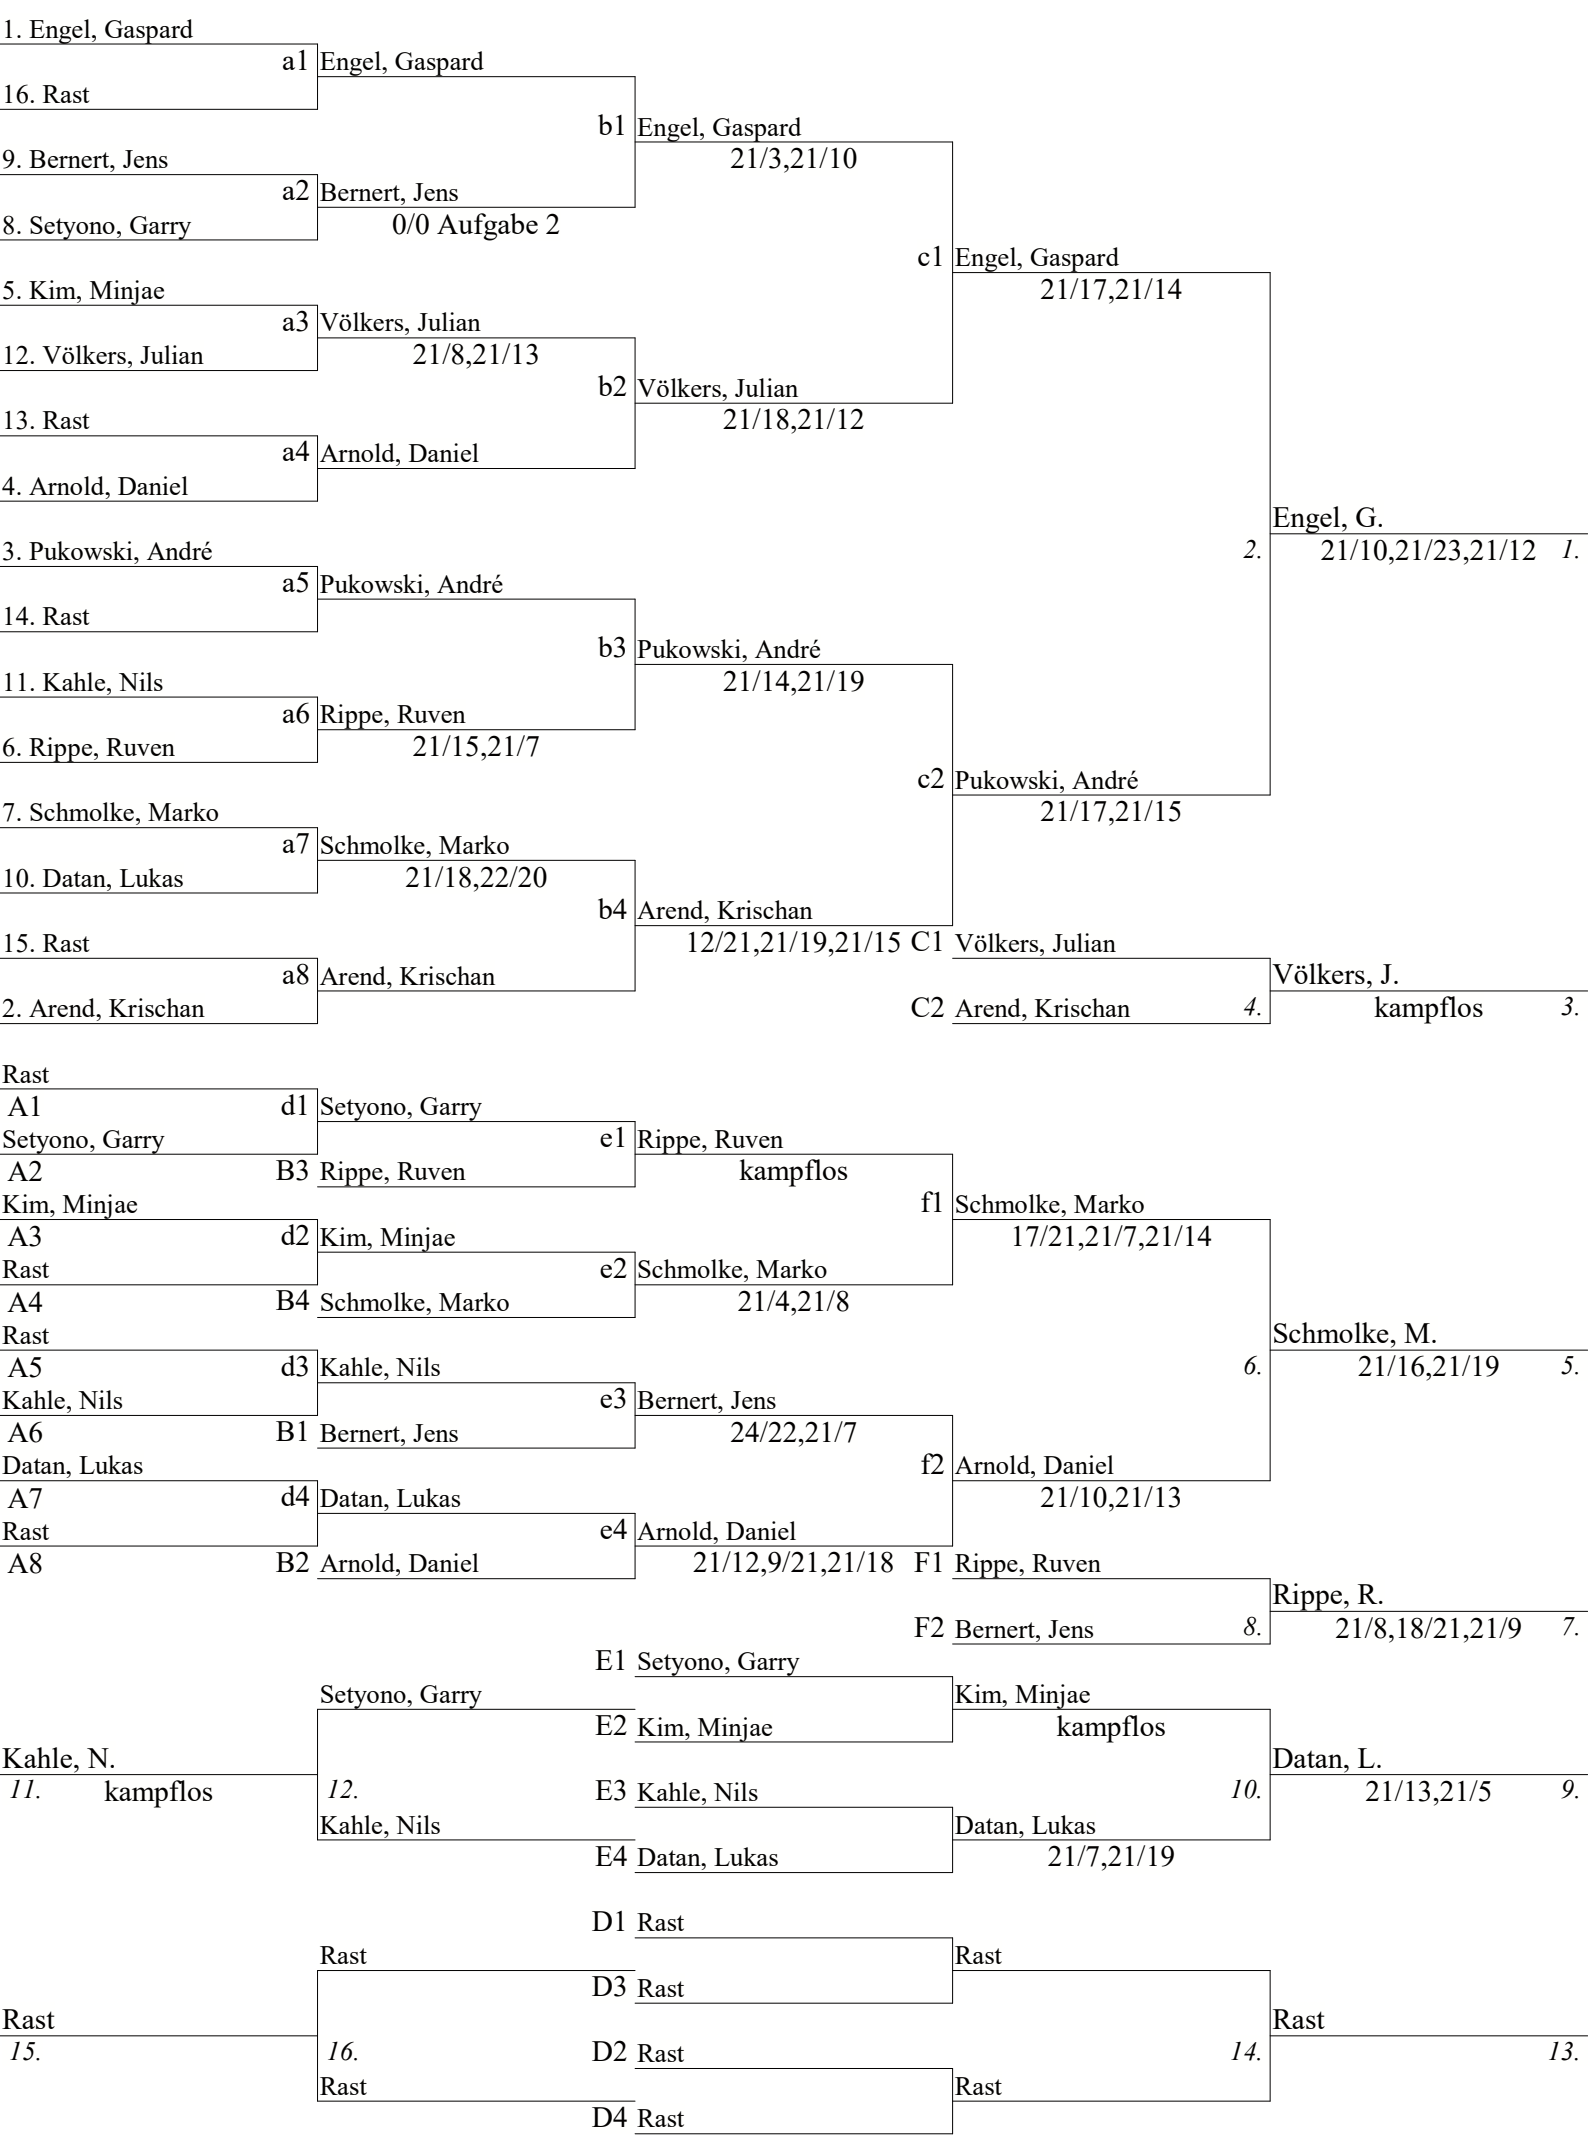 1. Engel, Gaspard
a1 Engel, Gaspard
16. Rast
b1 Engel, Gaspard
21/3,21/10
9. Bernert, Jens
a2 Bernert, Jens
0/0 Aufgabe 2
8. Setyono, Garry
c1 Engel, Gaspard
21/17,21/14
5. Kim, Minjae
a3 Völkers, Julian
21/8,21/13
12. Völkers, Julian
b2 Völkers, Julian
21/18,21/12
13. Rast
a4 Arnold, Daniel
4. Arnold, Daniel
Engel, G.
2. 21/10,21/23,21/12 1.
3. Pukowski, André
a5 Pukowski, André
14. Rast
b3 Pukowski, André
21/14,21/19
11. Kahle, Nils
a6 Rippe, Ruven
21/15,21/7
6. Rippe, Ruven
c2 Pukowski, André
21/17,21/15
7. Schmolke, Marko
a7 Schmolke, Marko
21/18,22/20
10. Datan, Lukas
b4 Arend, Krischan
12/21,21/19,21/15 C1 Völkers, Julian
15. Rast
a8 Arend, Krischan
Völkers, J.
2. Arend, Krischan
C2 Arend, Krischan 4. kampflos 3.
Rast
A1 d1 Setyono, Garry
Setyono, Garry
e1 Rippe, Ruven
A2 B3 Rippe, Ruven kampflos
Kim, Minjae
f1 Schmolke, Marko
A3 d2 Kim, Minjae 17/21,21/7,21/14
Rast
e2 Schmolke, Marko
A4 B4 Schmolke, Marko 21/4,21/8
Rast
Schmolke, M.
A5 d3 Kahle, Nils 6. 21/16,21/19 5.
Kahle, Nils
e3 Bernert, Jens
A6 B1 Bernert, Jens 24/22,21/7
Datan, Lukas
f2 Arnold, Daniel
A7 d4 Datan, Lukas 21/10,21/13
Rast
e4 Arnold, Daniel
A8 B2 Arnold, Daniel 21/12,9/21,21/18 F1 Rippe, Ruven
Rippe, R.
F2 Bernert, Jens 8. 21/8,18/21,21/9 7.
E1 Setyono, Garry
Setyono, Garry
Kim, Minjae
E2 Kim, Minjae kampflos
Kahle, N.
Datan, L.
11. kampflos 12. E3 Kahle, Nils 10. 21/13,21/5 9.
Kahle, Nils
Datan, Lukas
E4 Datan, Lukas 21/7,21/19
D1 Rast
Rast
Rast
D3 Rast
Rast
Rast
15. 16. D2 Rast 14. 13.
Rast
Rast
D4 Rast